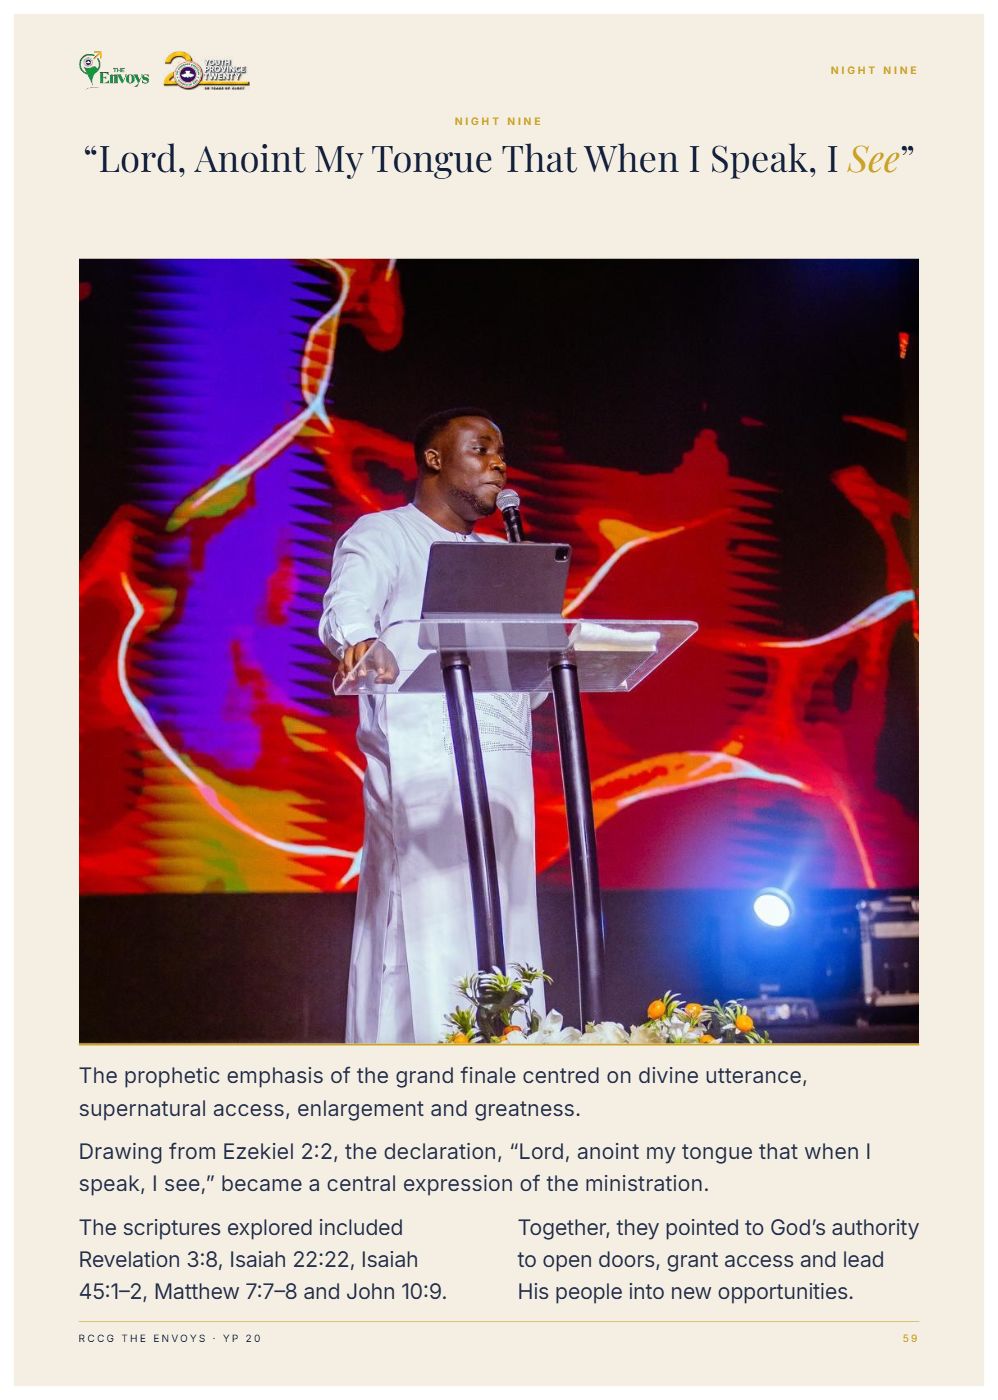 THE
Envoys
YOUTH
PROVINCE
TWENTY
NIGHT NINE
NIGHT NINE
“Lord, Anoint My Tongue That When I Speak, I See”
The prophetic emphasis of the grand finale centred on divine utterance,
supernatural access, enlargement and greatness.
Drawing from Ezekiel 2:2, the declaration, “Lord, anoint my tongue that when I
speak, I see,” became a central expression of the ministration.
The scriptures explored included
Revelation 3:8, Isaiah 22:22, Isaiah
45:1–2, Matthew 7:7–8 and John 10:9.
Together, they pointed to God’s authority
to open doors, grant access and lead
His people into new opportunities.
RCCG THE ENVOYS · YP 20
59